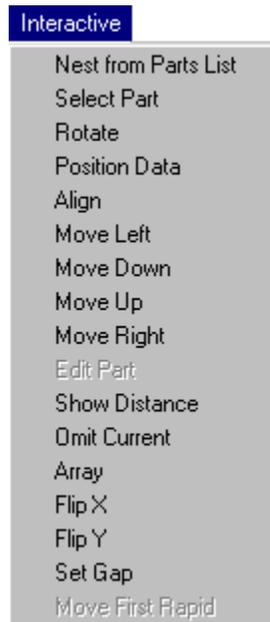 Interactive
Nest from Parts List
Select Part
Rotate
Position Data
Align
Move Left
Move Down
Move Up
Move Right
Edit Part
Show Distance
Omit Current
Array
Flip X
Flip Y
Set Gap
Move First Rapid